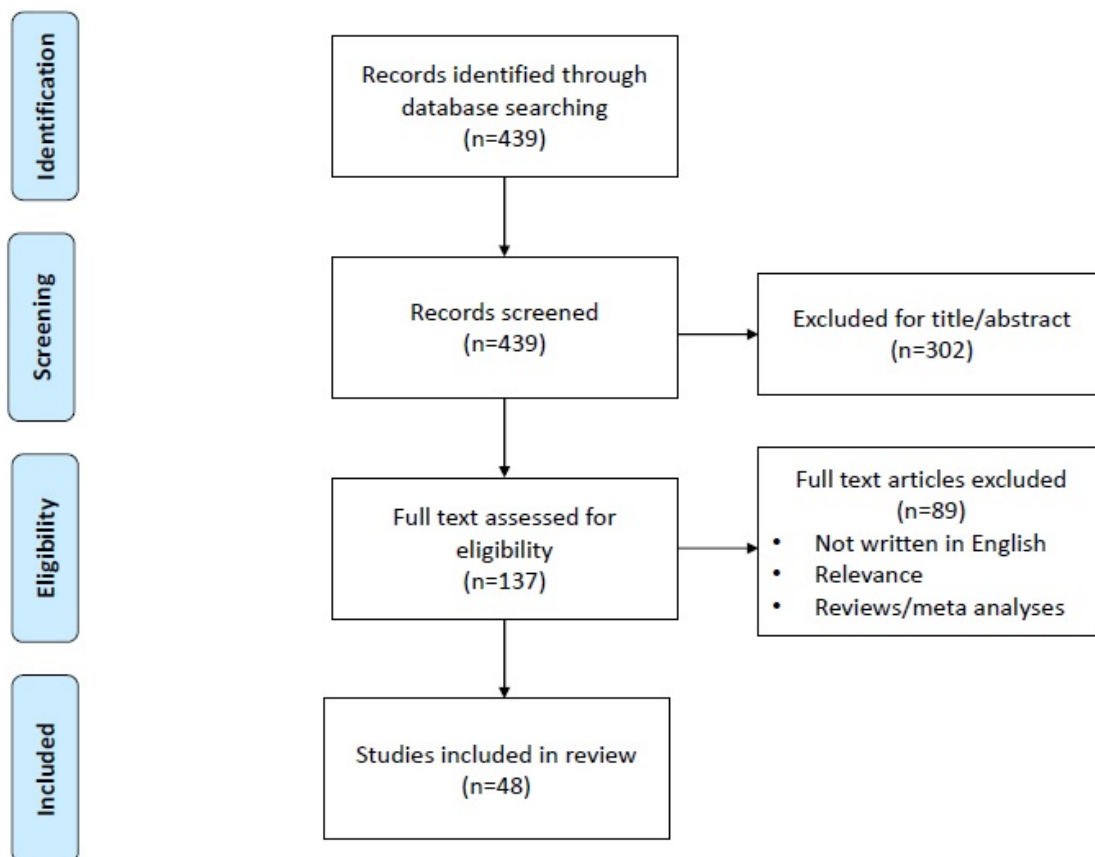 Identification
Records identified through
database searching
(n=439)
Screening
Records screened
(n=439)
Excluded for title/abstract
(n=302)
Eligibility
Full text assessed for
eligibility
(n=137)
Full text articles excluded
(n=89)
• Not written in English
• Relevance
• Reviews/meta analyses
Included
Studies included in review
(n=48)